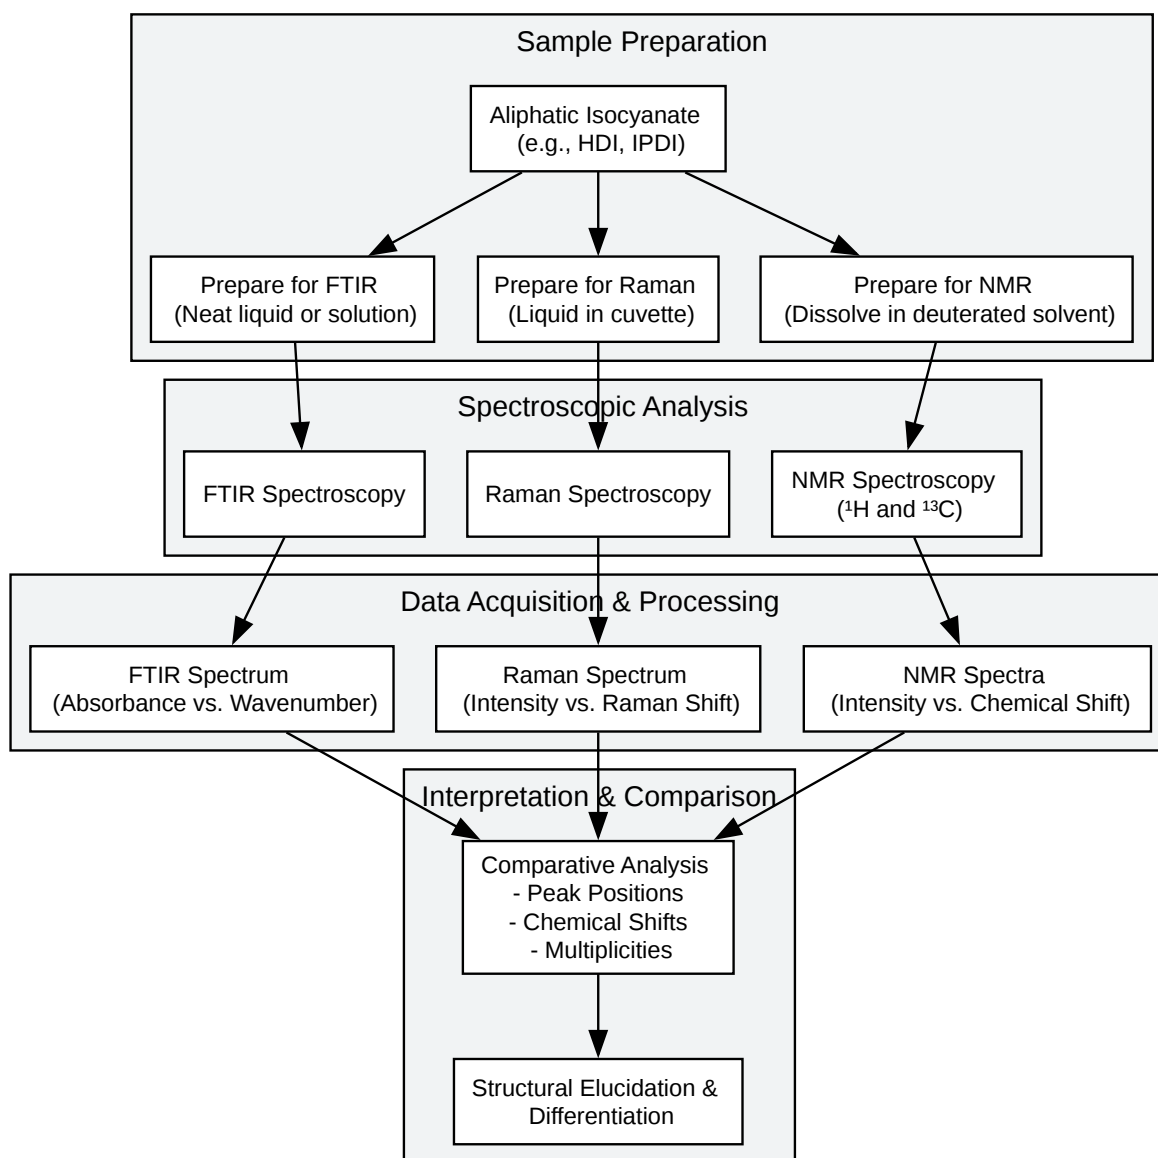 Sample Preparation
Aliphatic Isocyanate
(e.g., HDI, IPDI)
Prepare for FTIR
(Neat liquid or solution)
Prepare for Raman
(Liquid in cuvette)
Prepare for NMR
(Dissolve in deuterated solvent)
Spectroscopic Analysis
FTIR Spectroscopy
Raman Spectroscopy
NMR Spectroscopy
(¹H and ¹³C)
Data Acquisition & Processing
FTIR Spectrum
(Absorbance vs. Wavenumber)
Raman Spectrum
(Intensity vs. Raman Shift)
NMR Spectra
(Intensity vs. Chemical Shift)
Interpretation & Comparison
Comparative Analysis
- Peak Positions
- Chemical Shifts
- Multiplicities
Structural Elucidation &
Differentiation